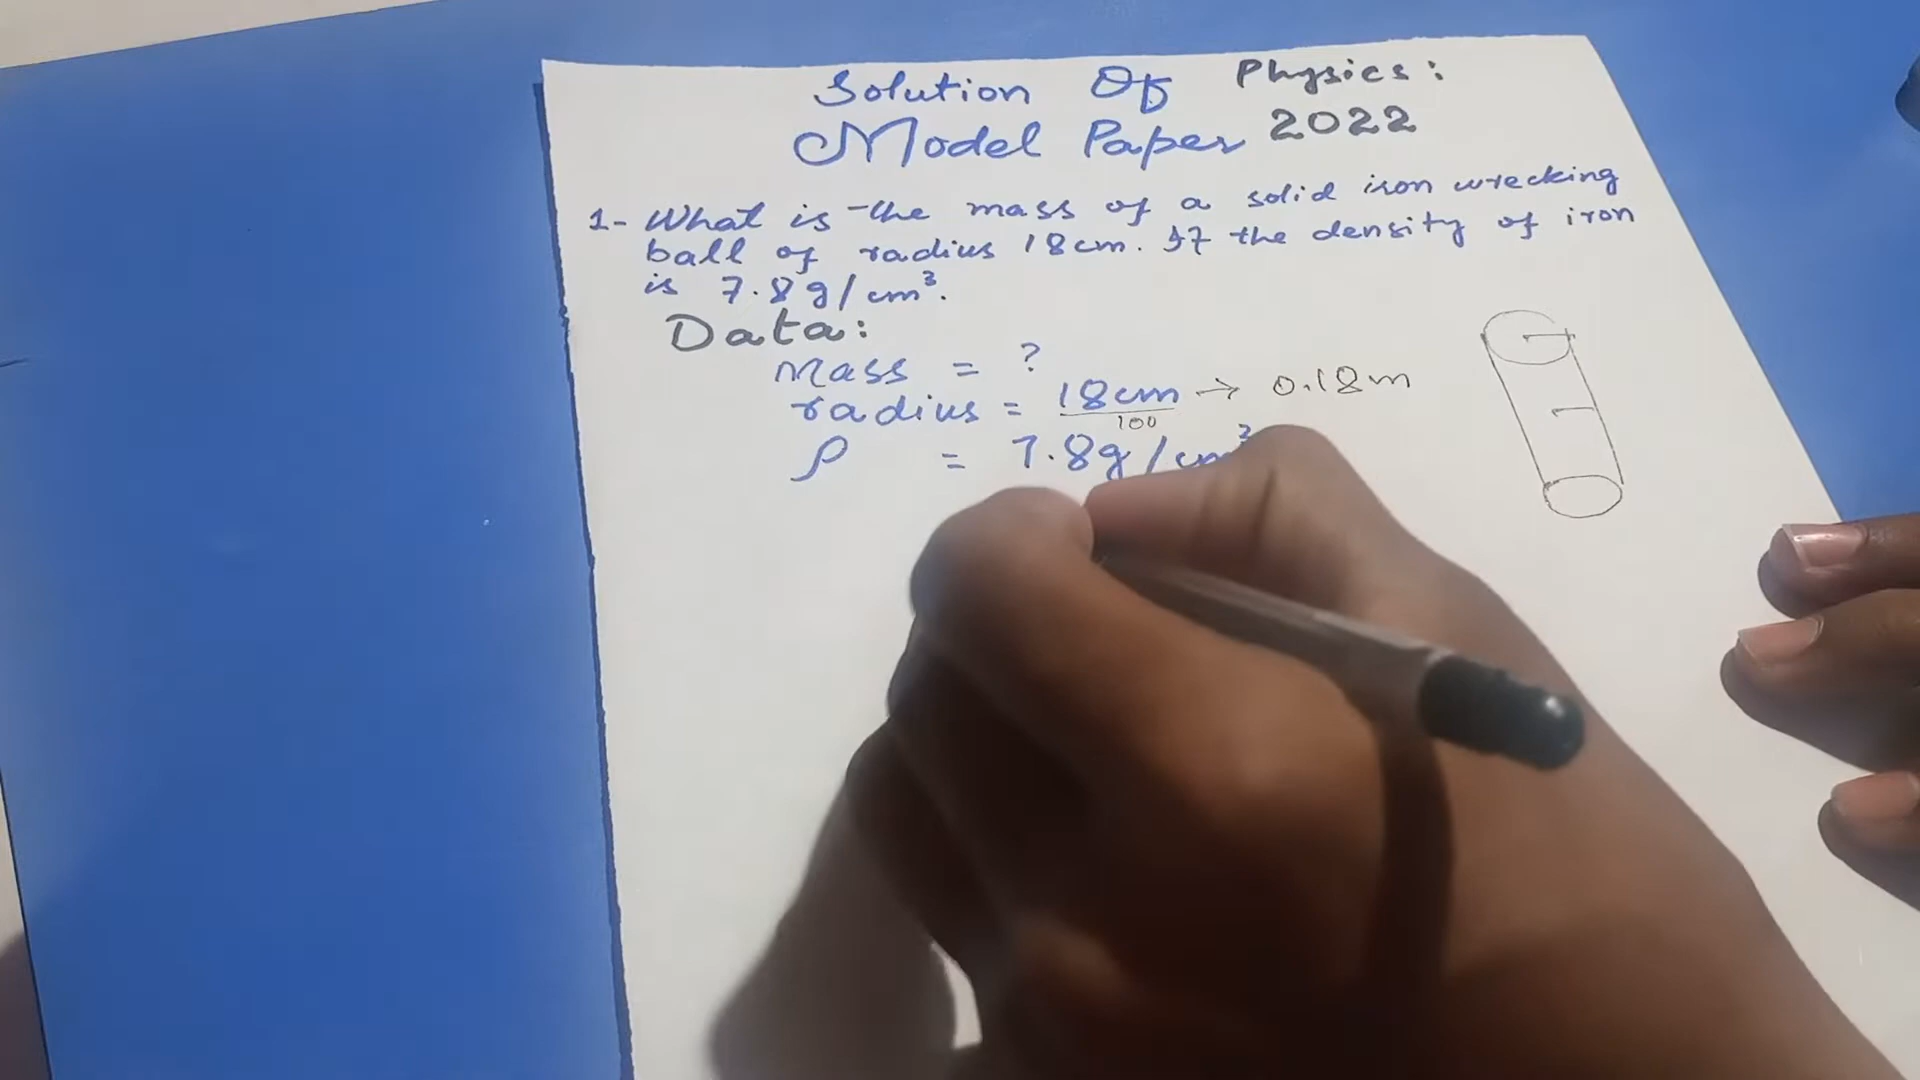 Solution Of Physics:
Model Paper 2022
1- What is the mass of a solid iron wrecking
ball of radius 18cm. If the density of iron
is 7.8g/cm³.
Data:
Mass = ?
radius = 18cm → 0.18m
100
ρ = 7.8g/cm³